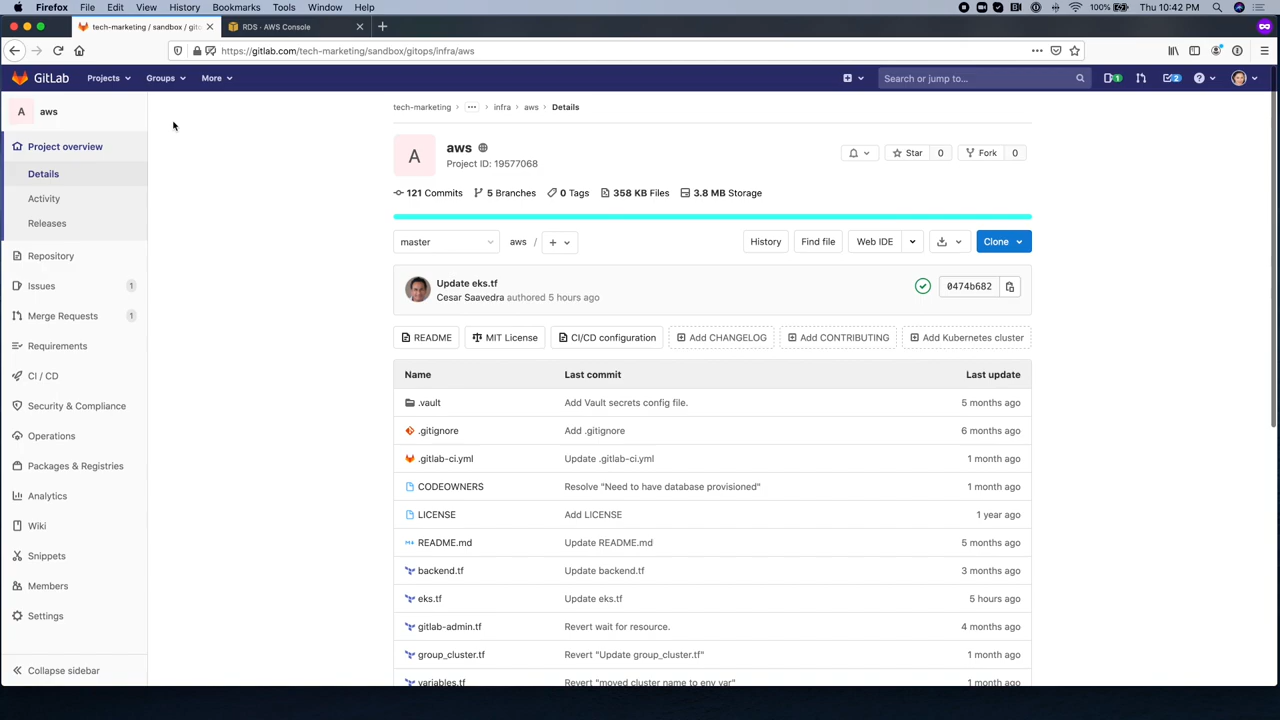 Firefox File Edit View History Bookmarks Tools Window Help 100% Thu 10:42 PM
tech-marketing / sandbox / gits
RDS · AWS Console
https://gitlab.com/tech-marketing/sandbox/gitops/infra/aws
GitLab Projects Groups More Search or jump to... 1 2
A aws
Project overview
Details
Activity
Releases
Repository
Issues 1
Merge Requests 1
Requirements
CI / CD
Security & Compliance
Operations
Packages & Registries
Analytics
Wiki
Snippets
Members
Settings
Collapse sidebar
tech-marketing > ... > infra > aws > Details
A
aws
Project ID: 19577068
Star 0 Fork 0
121 Commits 5 Branches 0 Tags 358 KB Files 3.8 MB Storage
master aws / + History Find file Web IDE Clone
Update eks.tf
Cesar Saavedra authored 5 hours ago
0474b682
README MIT License CI/CD configuration Add CHANGELOG Add CONTRIBUTING Add Kubernetes cluster
Name Last commit Last update
.vault Add Vault secrets config file. 5 months ago
.gitignore Add .gitignore 6 months ago
.gitlab-ci.yml Update .gitlab-ci.yml 1 month ago
CODEOWNERS Resolve "Need to have database provisioned" 1 month ago
LICENSE Add LICENSE 1 year ago
README.md Update README.md 5 months ago
backend.tf Update backend.tf 3 months ago
eks.tf Update eks.tf 5 hours ago
gitlab-admin.tf Revert wait for resource. 4 months ago
group_cluster.tf Revert "Update group_cluster.tf" 1 month ago
variables.tf Revert "moved cluster name to env var" 1 month ago